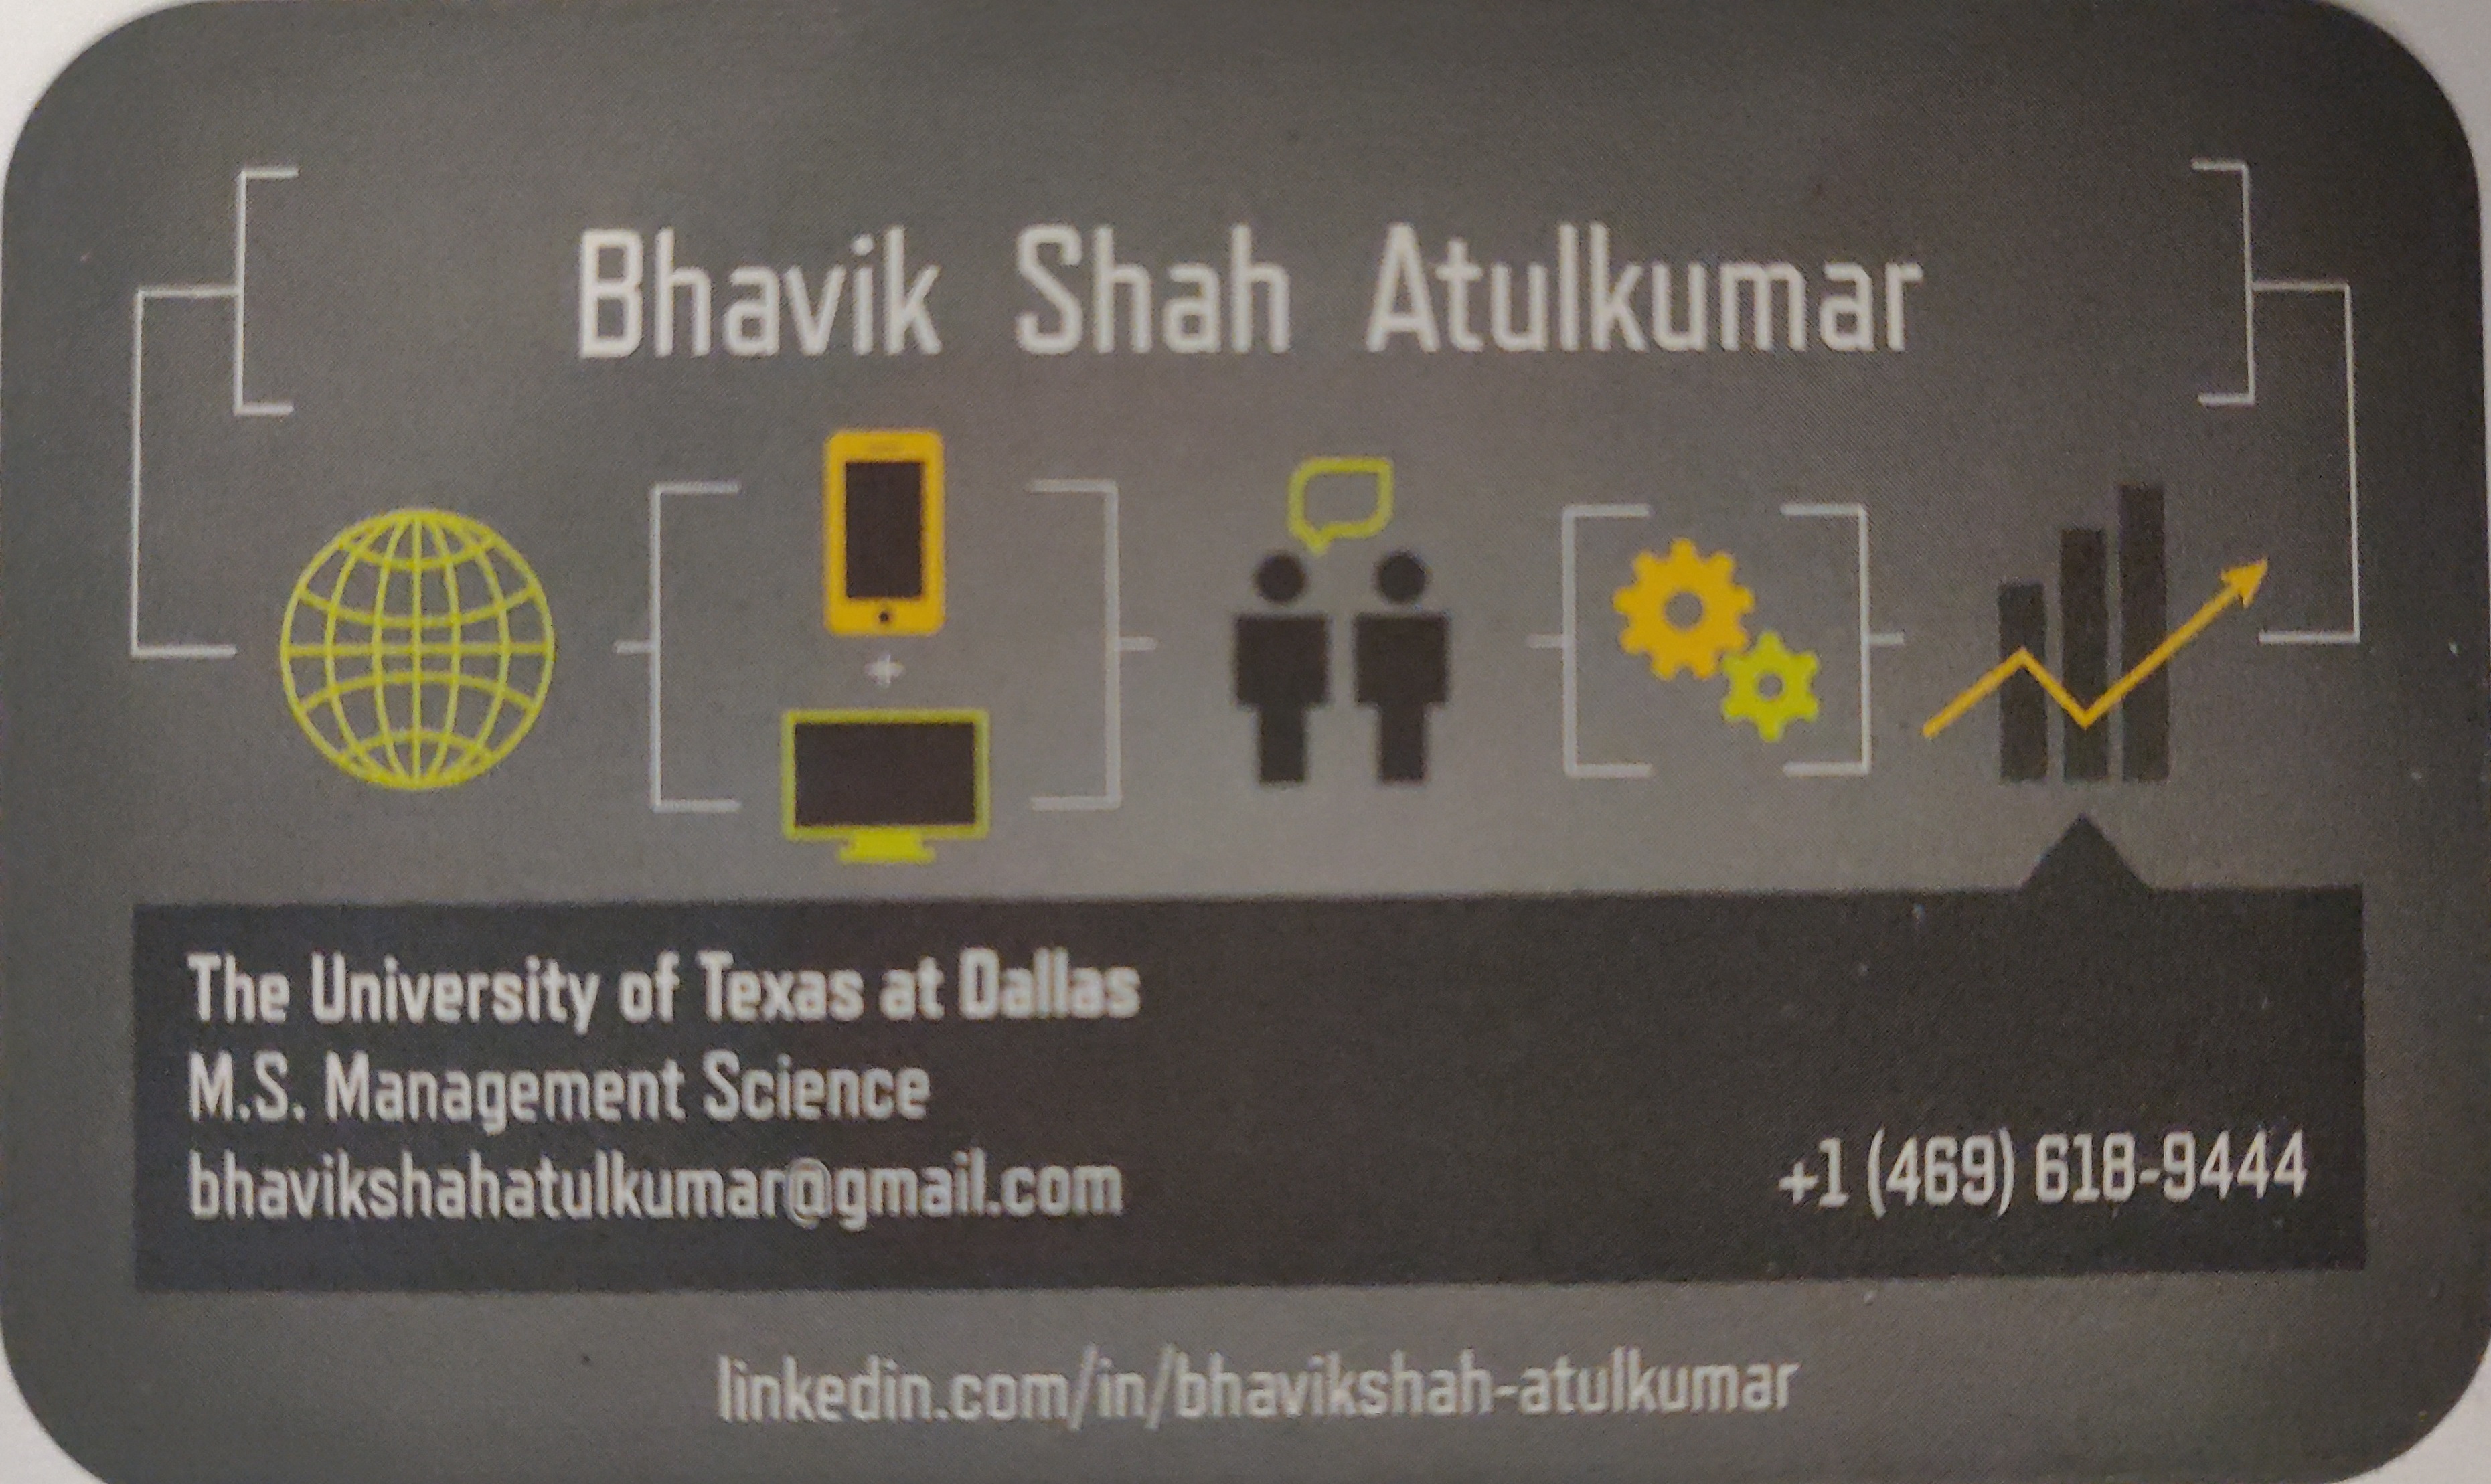 Bhavik Shah Atulkumar
+
The University of Texas at Dallas
M.S. Management Science
bhavikshahatulkumar@gmail.com
+1 (469) 618-9444
linkedin.com/in/bhavikshah-atulkumar